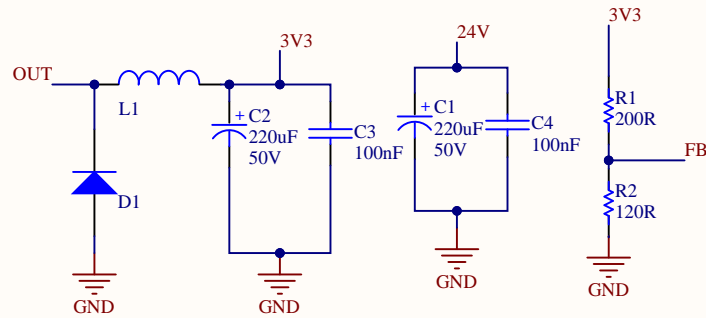 3V3
OUT
L1
C2
220uF
50V
C3
100nF
D1
GND
GND
24V
C1
220uF
50V
C4
100nF
GND
3V3
R1
200R
FB
R2
120R
GND